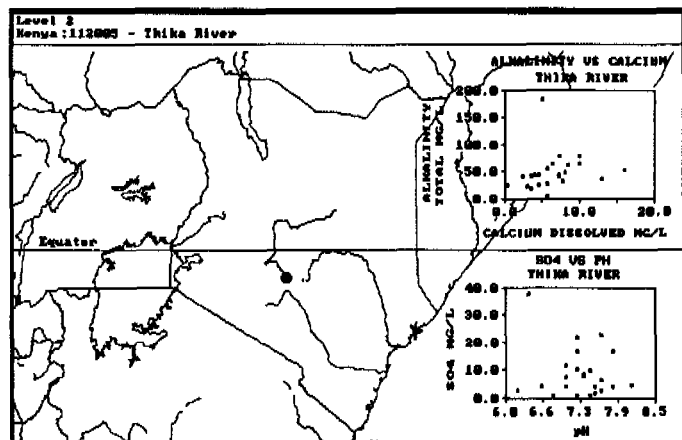 Level 2
Kenya:112005 - Thika River
ALKALINITY VS CALCIUM
THIKA RIVER
ALKALINITY
TOTAL MG/L
200.0
150.0
100.0
50.0
0.0
0.0 10.0 20.0
CALCIUM DISSOLVED MG/L
Equator
SO4 VS PH
THIKA RIVER
SO4 MG/L
40.0
30.0
20.0
10.0
0.0
6.0 6.6 7.3 7.9 8.5
pH